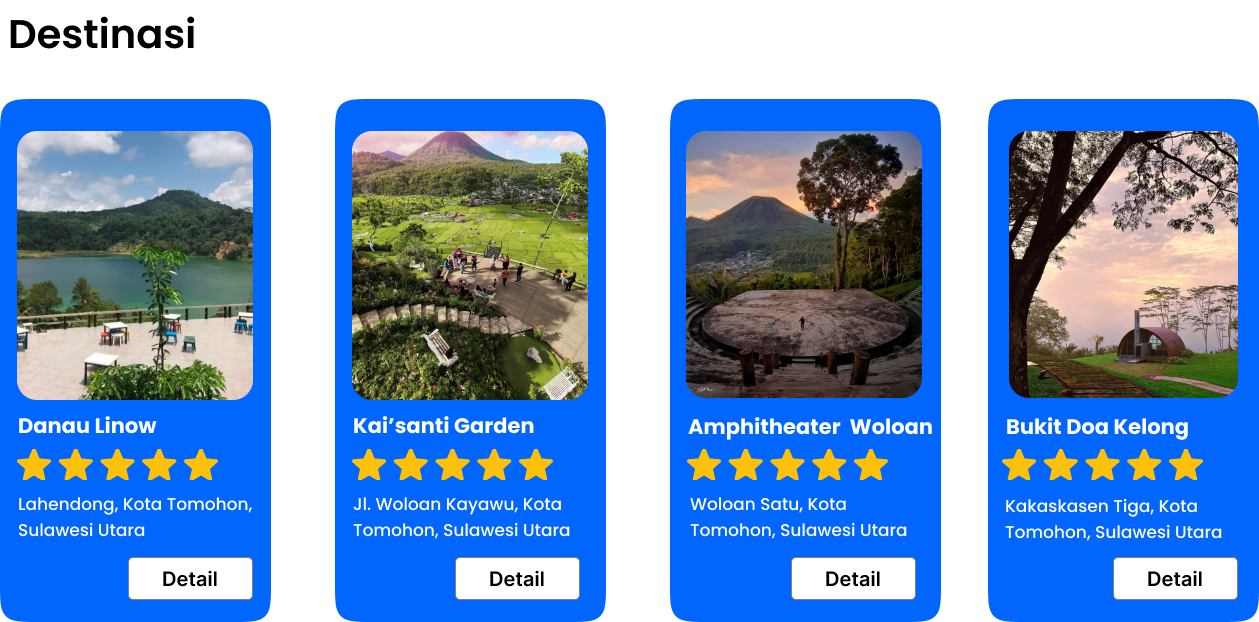 Destinasi
Danau Linow
Lahendong, Kota Tomohon,
Sulawesi Utara
Detail
Kai’santi Garden
Jl. Woloan Kayawu, Kota
Tomohon, Sulawesi Utara
Detail
Amphitheater Woloan
Woloan Satu, Kota
Tomohon, Sulawesi Utara
Detail
Bukit Doa Kelong
Kakaskasen Tiga, Kota
Tomohon, Sulawesi Utara
Detail